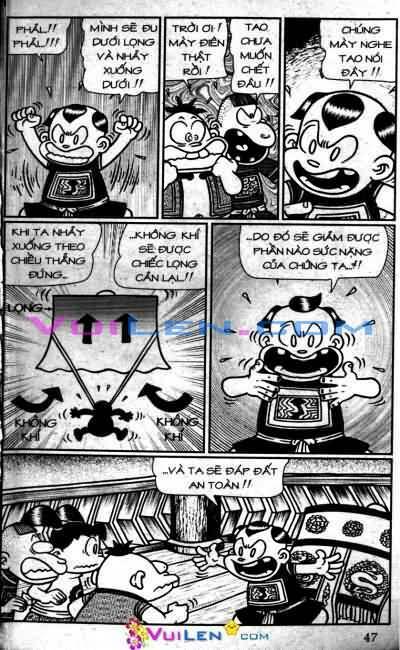 PHẢI..!!
PHẢI..!!!
MÌNH SẼ ĐU
DƯỚI LỌNG
VÀ NHẢY
XUỐNG
DƯỚI !!
TRỜI ƠI !
MÀY ĐIÊN
THẬT
RỒI !
TAO
CHƯA
MUỐN
CHẾT
ĐÂU !!
CHÚNG
MÀY NGHE
TAO NÓI
ĐÂY !!
KHI TA NHẢY
XUỐNG THEO
CHIỀU THẲNG
ĐỨNG..
..KHÔNG KHÍ
SẼ ĐƯỢC
CHIẾC LỌNG
CẢN LẠI..!!
LỌNG→
KHÔNG
KHÍ
KHÔNG
KHÍ
..DO ĐÓ SẼ GIẢM ĐƯỢC
PHẦN NÀO SỨC NẶNG
CỦA CHÚNG TA..!!
VuiLen.com
..VÀ TA SẼ ĐÁP ĐẤT
AN TOÀN !!
47
VuiLen.com